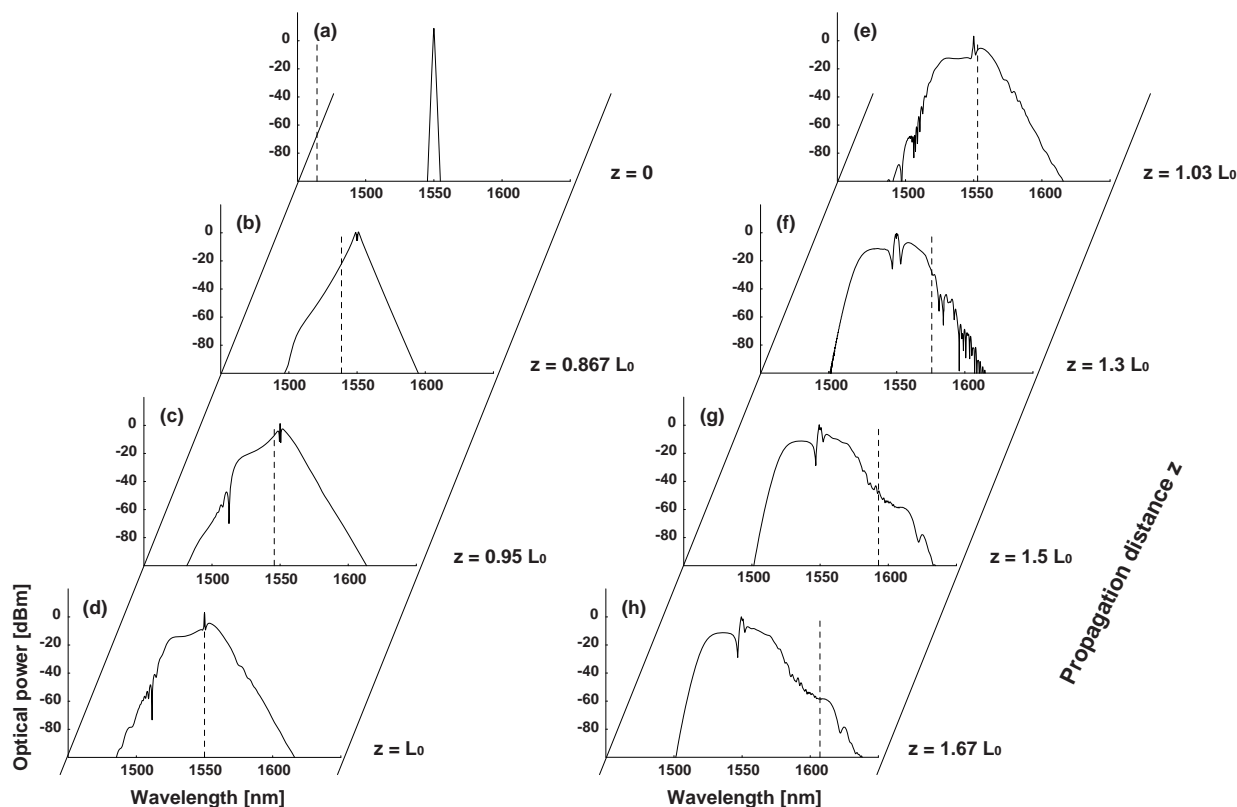 (a)
0
-20
-40
-60
-80
1500 1550 1600
z = 0
(b)
0
-20
-40
-60
-80
1500 1550 1600
z = 0.867 L₀
(c)
0
-20
-40
-60
-80
1500 1550 1600
z = 0.95 L₀
(d)
0
-20
-40
-60
-80
1500 1550 1600
z = L₀
Optical power [dBm]
Wavelength [nm]
(e)
0
-20
-40
-60
-80
1500 1550 1600
z = 1.03 L₀
(f)
0
-20
-40
-60
-80
1500 1550 1600
z = 1.3 L₀
(g)
0
-20
-40
-60
-80
1500 1550 1600
z = 1.5 L₀
(h)
0
-20
-40
-60
-80
1500 1550 1600
z = 1.67 L₀
Wavelength [nm]
Propagation distance z